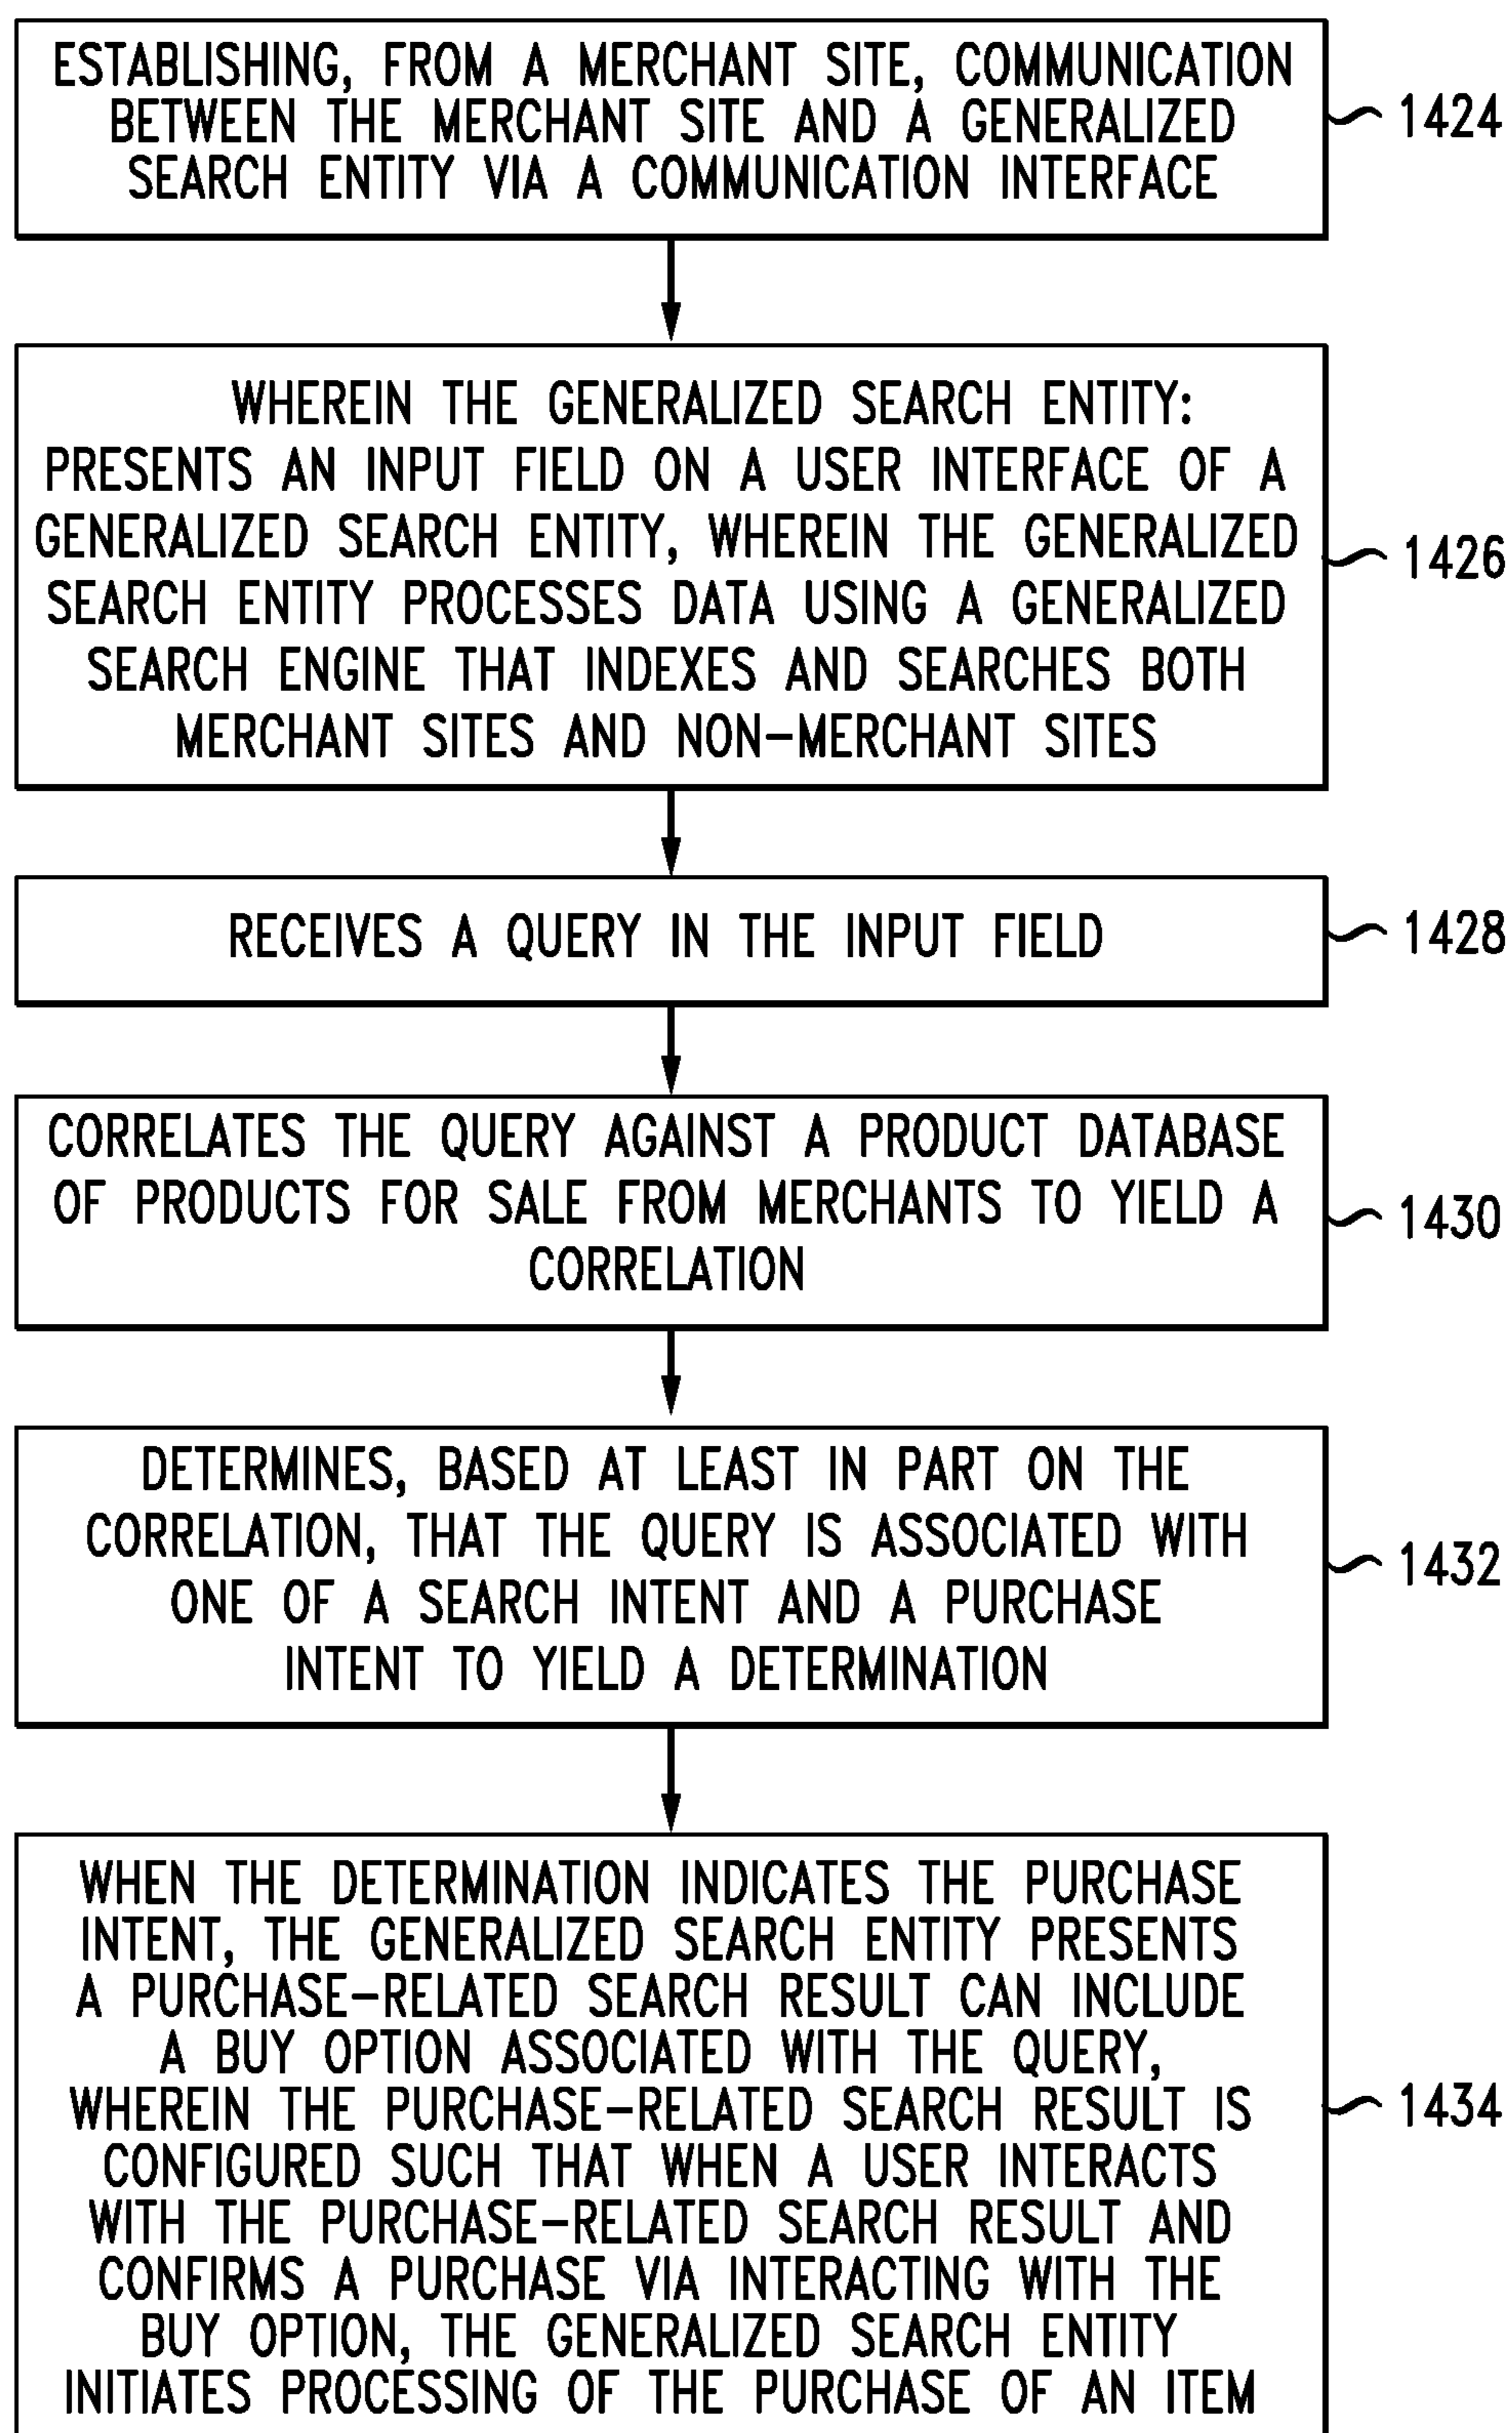 ESTABLISHING, FROM A MERCHANT SITE, COMMUNICATION
BETWEEN THE MERCHANT SITE AND A GENERALIZED
SEARCH ENTITY VIA A COMMUNICATION INTERFACE
1424
WHEREIN THE GENERALIZED SEARCH ENTITY:
PRESENTS AN INPUT FIELD ON A USER INTERFACE OF A
GENERALIZED SEARCH ENTITY, WHEREIN THE GENERALIZED
SEARCH ENTITY PROCESSES DATA USING A GENERALIZED
SEARCH ENGINE THAT INDEXES AND SEARCHES BOTH
MERCHANT SITES AND NON-MERCHANT SITES
1426
RECEIVES A QUERY IN THE INPUT FIELD
1428
CORRELATES THE QUERY AGAINST A PRODUCT DATABASE
OF PRODUCTS FOR SALE FROM MERCHANTS TO YIELD A
CORRELATION
1430
DETERMINES, BASED AT LEAST IN PART ON THE
CORRELATION, THAT THE QUERY IS ASSOCIATED WITH
ONE OF A SEARCH INTENT AND A PURCHASE
INTENT TO YIELD A DETERMINATION
1432
WHEN THE DETERMINATION INDICATES THE PURCHASE
INTENT, THE GENERALIZED SEARCH ENTITY PRESENTS
A PURCHASE-RELATED SEARCH RESULT CAN INCLUDE
A BUY OPTION ASSOCIATED WITH THE QUERY,
WHEREIN THE PURCHASE-RELATED SEARCH RESULT IS
CONFIGURED SUCH THAT WHEN A USER INTERACTS
WITH THE PURCHASE-RELATED SEARCH RESULT AND
CONFIRMS A PURCHASE VIA INTERACTING WITH THE
BUY OPTION, THE GENERALIZED SEARCH ENTITY
INITIATES PROCESSING OF THE PURCHASE OF AN ITEM
1434